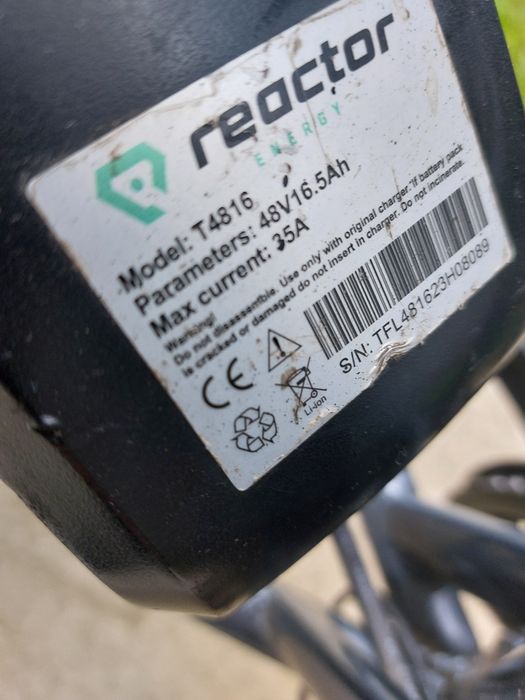 reactor
ENERGY
Model: T4816
Parameters: 48V16.5Ah
Max current: 35A
Warning!
Do not disassemble. Use only with original charger. If battery pack
is cracked or damaged do not insert in charger. Do not incinerate.
CE
Li-ion
S/N: TFL481623H08089